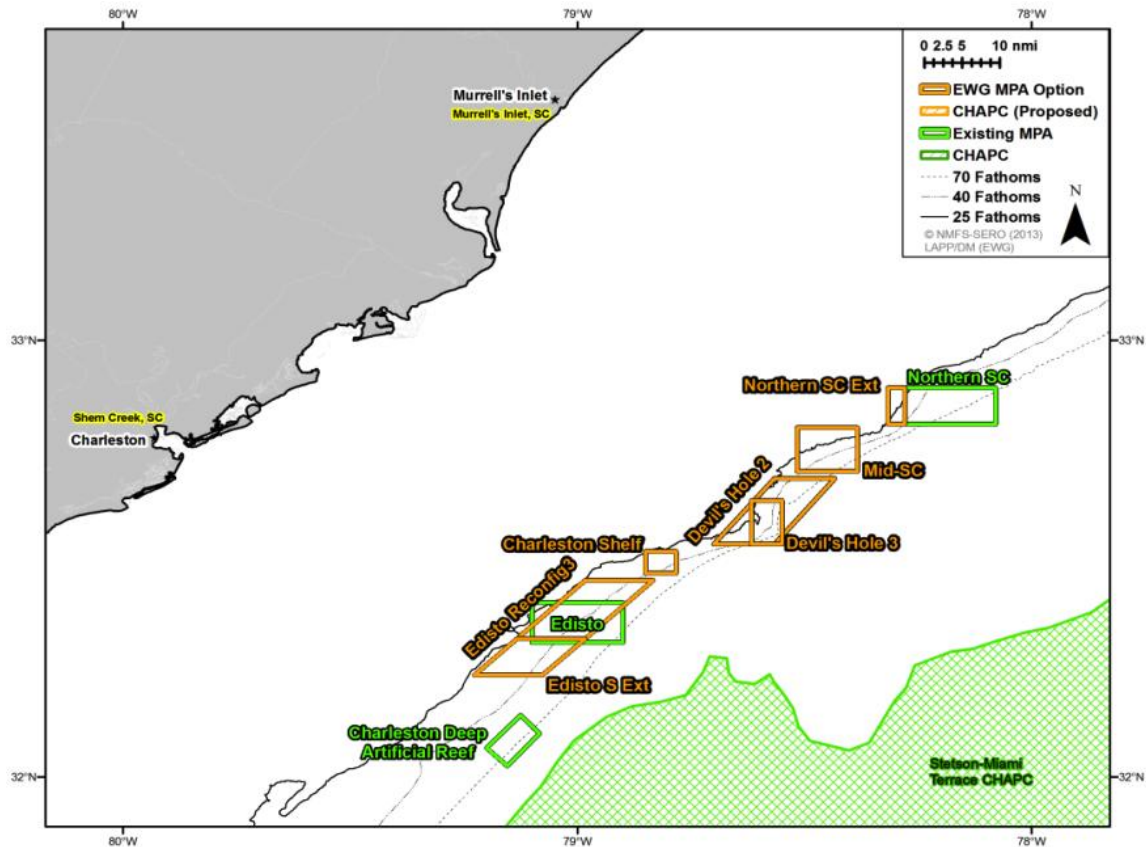 80°W
79°W
78°W
0 2.5 5 10 nmi
EWG MPA Option
CHAPC (Proposed)
Existing MPA
CHAPC
70 Fathoms
40 Fathoms
25 Fathoms
© NMFS-SERO (2013)
LAPP/DM (EWG)
N
Murrell's Inlet
Murrell's Inlet, SC
33°N
33°N
Northern SC Ext
Northern SC
Shem Creek, SC
Charleston
Mid-SC
Devil's Hole 2
Devil's Hole 3
Charleston Shelf
Edisto Reconfig3
Edisto
Edisto S Ext
Charleston Deep
Artificial Reef
Stetson-Miami
Terrace CHAPC
32°N
32°N
80°W
79°W
78°W